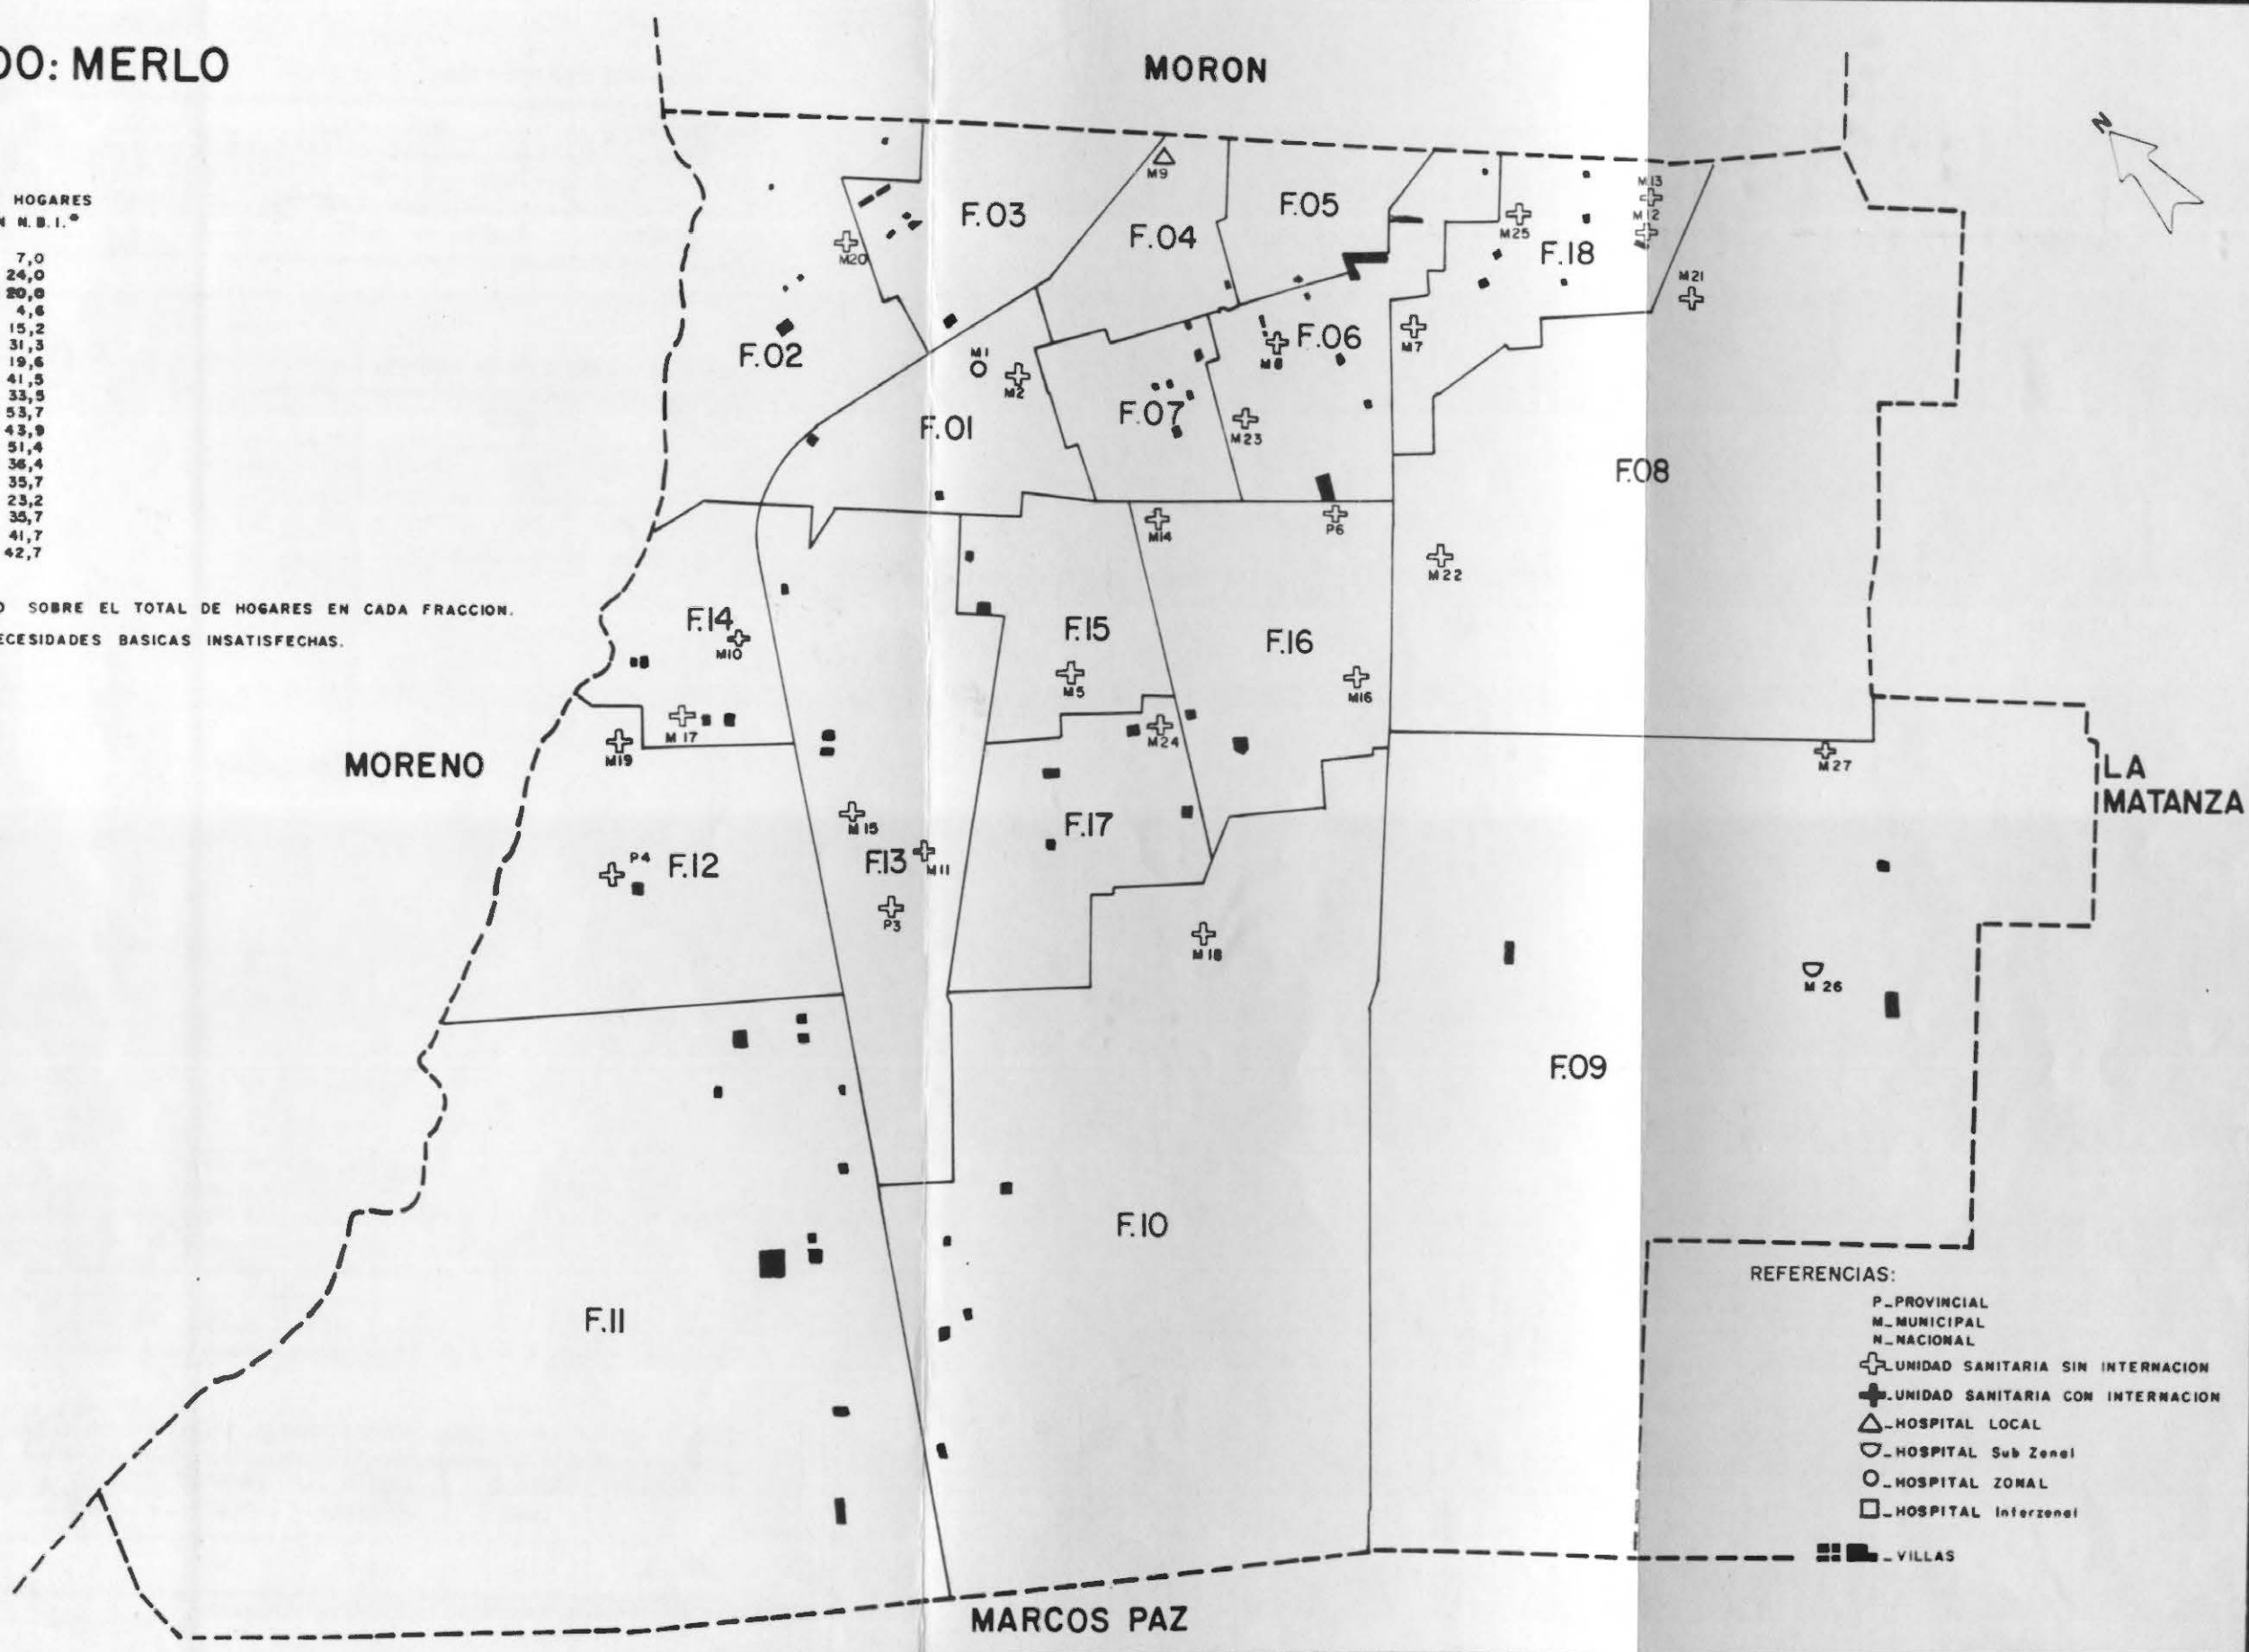 DO: MERLO
HOGARES
N N.B.I.*
7,0
24,0
20,8
4,6
15,2
31,3
19,6
41,5
33,5
53,7
43,9
51,4
36,4
35,7
23,2
35,7
41,7
42,7
O SOBRE EL TOTAL DE HOGARES EN CADA FRACCION.
ECESIDADES BASICAS INSATISFECHAS.
MORON
N
M9
M13
M12
F.03
F.05
F.04
M25
F.18
M20
M21
F.02
M1
M2
F.06
M8
M7
F.01
F.07
M23
F.08
M14
P6
M22
F.14
M10
F.15
F.16
M5
M16
M17
M24
M19
MORENO
M27
LA
MATANZA
M15
F.17
P4
F.12
F.13
M11
P3
M18
M26
F.09
F.10
F.11
MARCOS PAZ
REFERENCIAS:
P_PROVINCIAL
M_MUNICIPAL
N_NACIONAL
UNIDAD SANITARIA SIN INTERNACION
UNIDAD SANITARIA CON INTERNACION
HOSPITAL LOCAL
HOSPITAL Sub Zonal
HOSPITAL ZONAL
HOSPITAL Interzonal
VILLAS